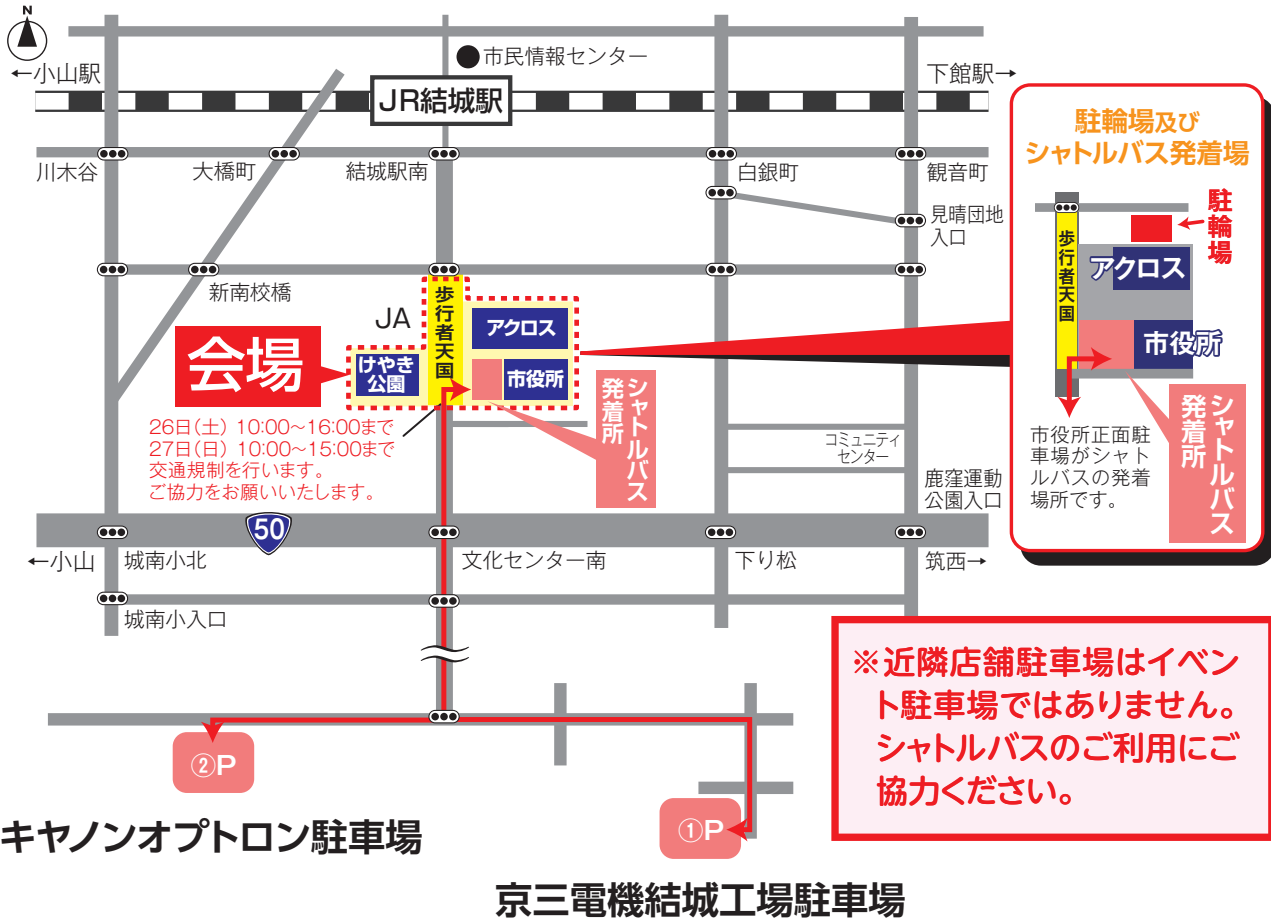 N
←小山駅
●市民情報センター
下館駅→
JR結城駅
川木谷
大橋町
結城駅南
白銀町
観音町
見晴団地
入口
新南校橋
JA
歩行者天国
アクロス
会場
けやき
公園
市役所
シャトルバス
発着所
26日(土) 10:00~16:00まで
27日(日) 10:00~15:00まで
交通規制を行います。
ご協力をお願いいたします。
コミュニティ
センター
鹿窪運動
公園入口
50
←小山
城南小北
文化センター南
下り松
筑西→
城南小入口
駐輪場及び
シャトルバス発着場
駐輪場
歩行者天国
アクロス
市役所
市役所正面駐
車場がシャト
ルバスの発着
場所です。
シャトルバス
発着所
※近隣店舗駐車場はイベン
ト駐車場ではありません。
シャトルバスのご利用にご
協力ください。
②P
キヤノンオプトロン駐車場
①P
京三電機結城工場駐車場